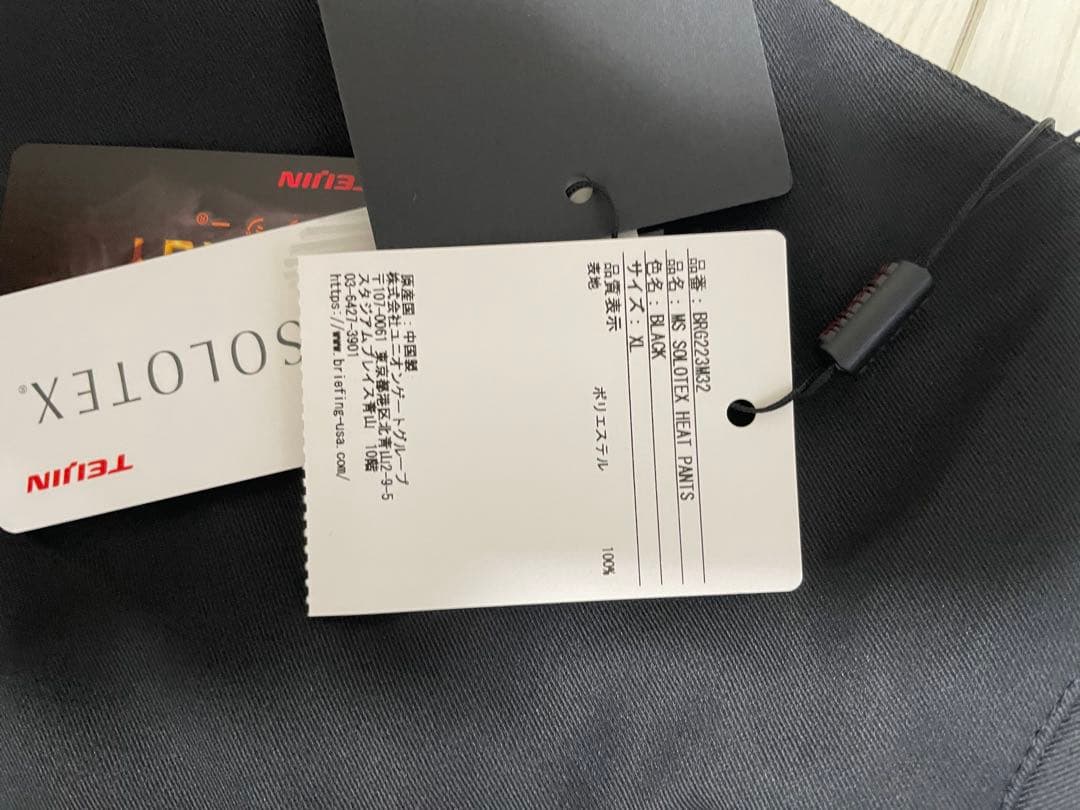 品番：BRG223M32
品名：MS SOLOTEX HEAT PANTS
色名：BLACK
サイズ：XL
品質表示
表地 ポリエステル 100%
原産国：中国製
株式会社ユニオンゲートグループ
〒107-0061 東京都港区北青山2-9-5
スタジアムプレイス青山 10階
03-6427-3901
https://www.briefing-usa.com/
SOLOTEX®
TEIJIN
TEIJIN